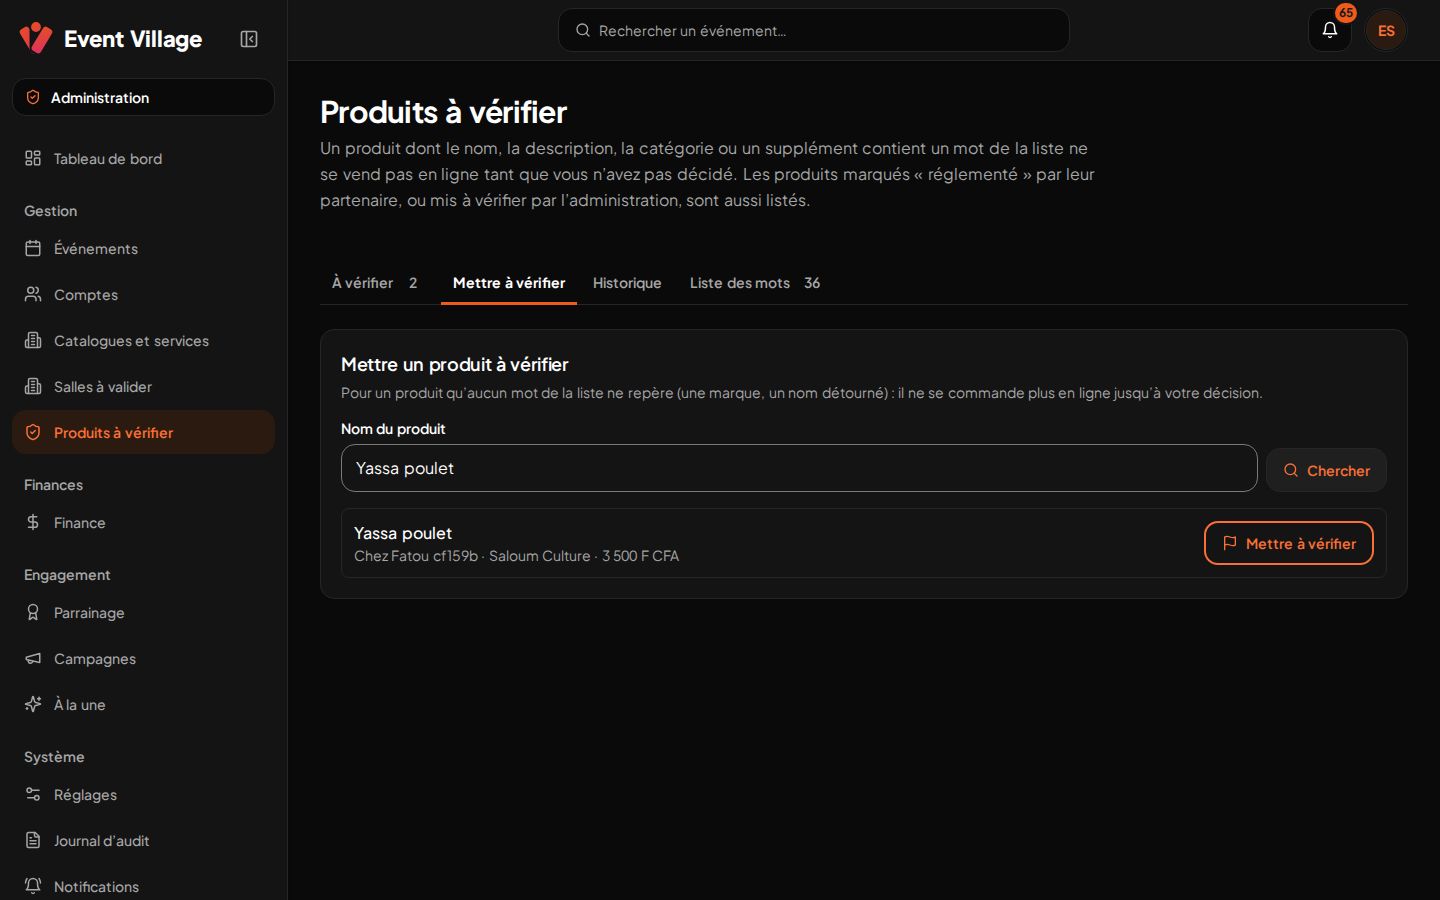 Event Village
Rechercher un événement...
65
ES
Administration
Tableau de bord
Gestion
Événements
Comptes
Catalogues et services
Salles à valider
Produits à vérifier
Finances
Finance
Engagement
Parrainage
Campagnes
À la une
Système
Réglages
Journal d’audit
Notifications
Produits à vérifier
Un produit dont le nom, la description, la catégorie ou un supplément contient un mot de la liste ne
se vend pas en ligne tant que vous n’avez pas décidé. Les produits marqués « réglementé » par leur
partenaire, ou mis à vérifier par l’administration, sont aussi listés.
À vérifier 2 Mettre à vérifier Historique Liste des mots 36
Mettre un produit à vérifier
Pour un produit qu’aucun mot de la liste ne repère (une marque, un nom détourné) : il ne se commande plus en ligne jusqu’à votre décision.
Nom du produit
Yassa poulet
Chercher
Yassa poulet
Chez Fatou cf159b · Saloum Culture · 3 500 F CFA
Mettre à vérifier